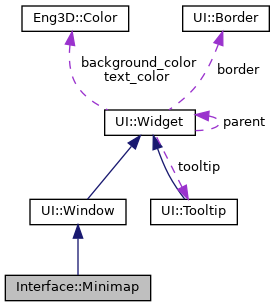 Eng3D::Color
UI::Border
background_color
text_color
border
UI::Widget
parent
tooltip
UI::Window
UI::Tooltip
Interface::Minimap